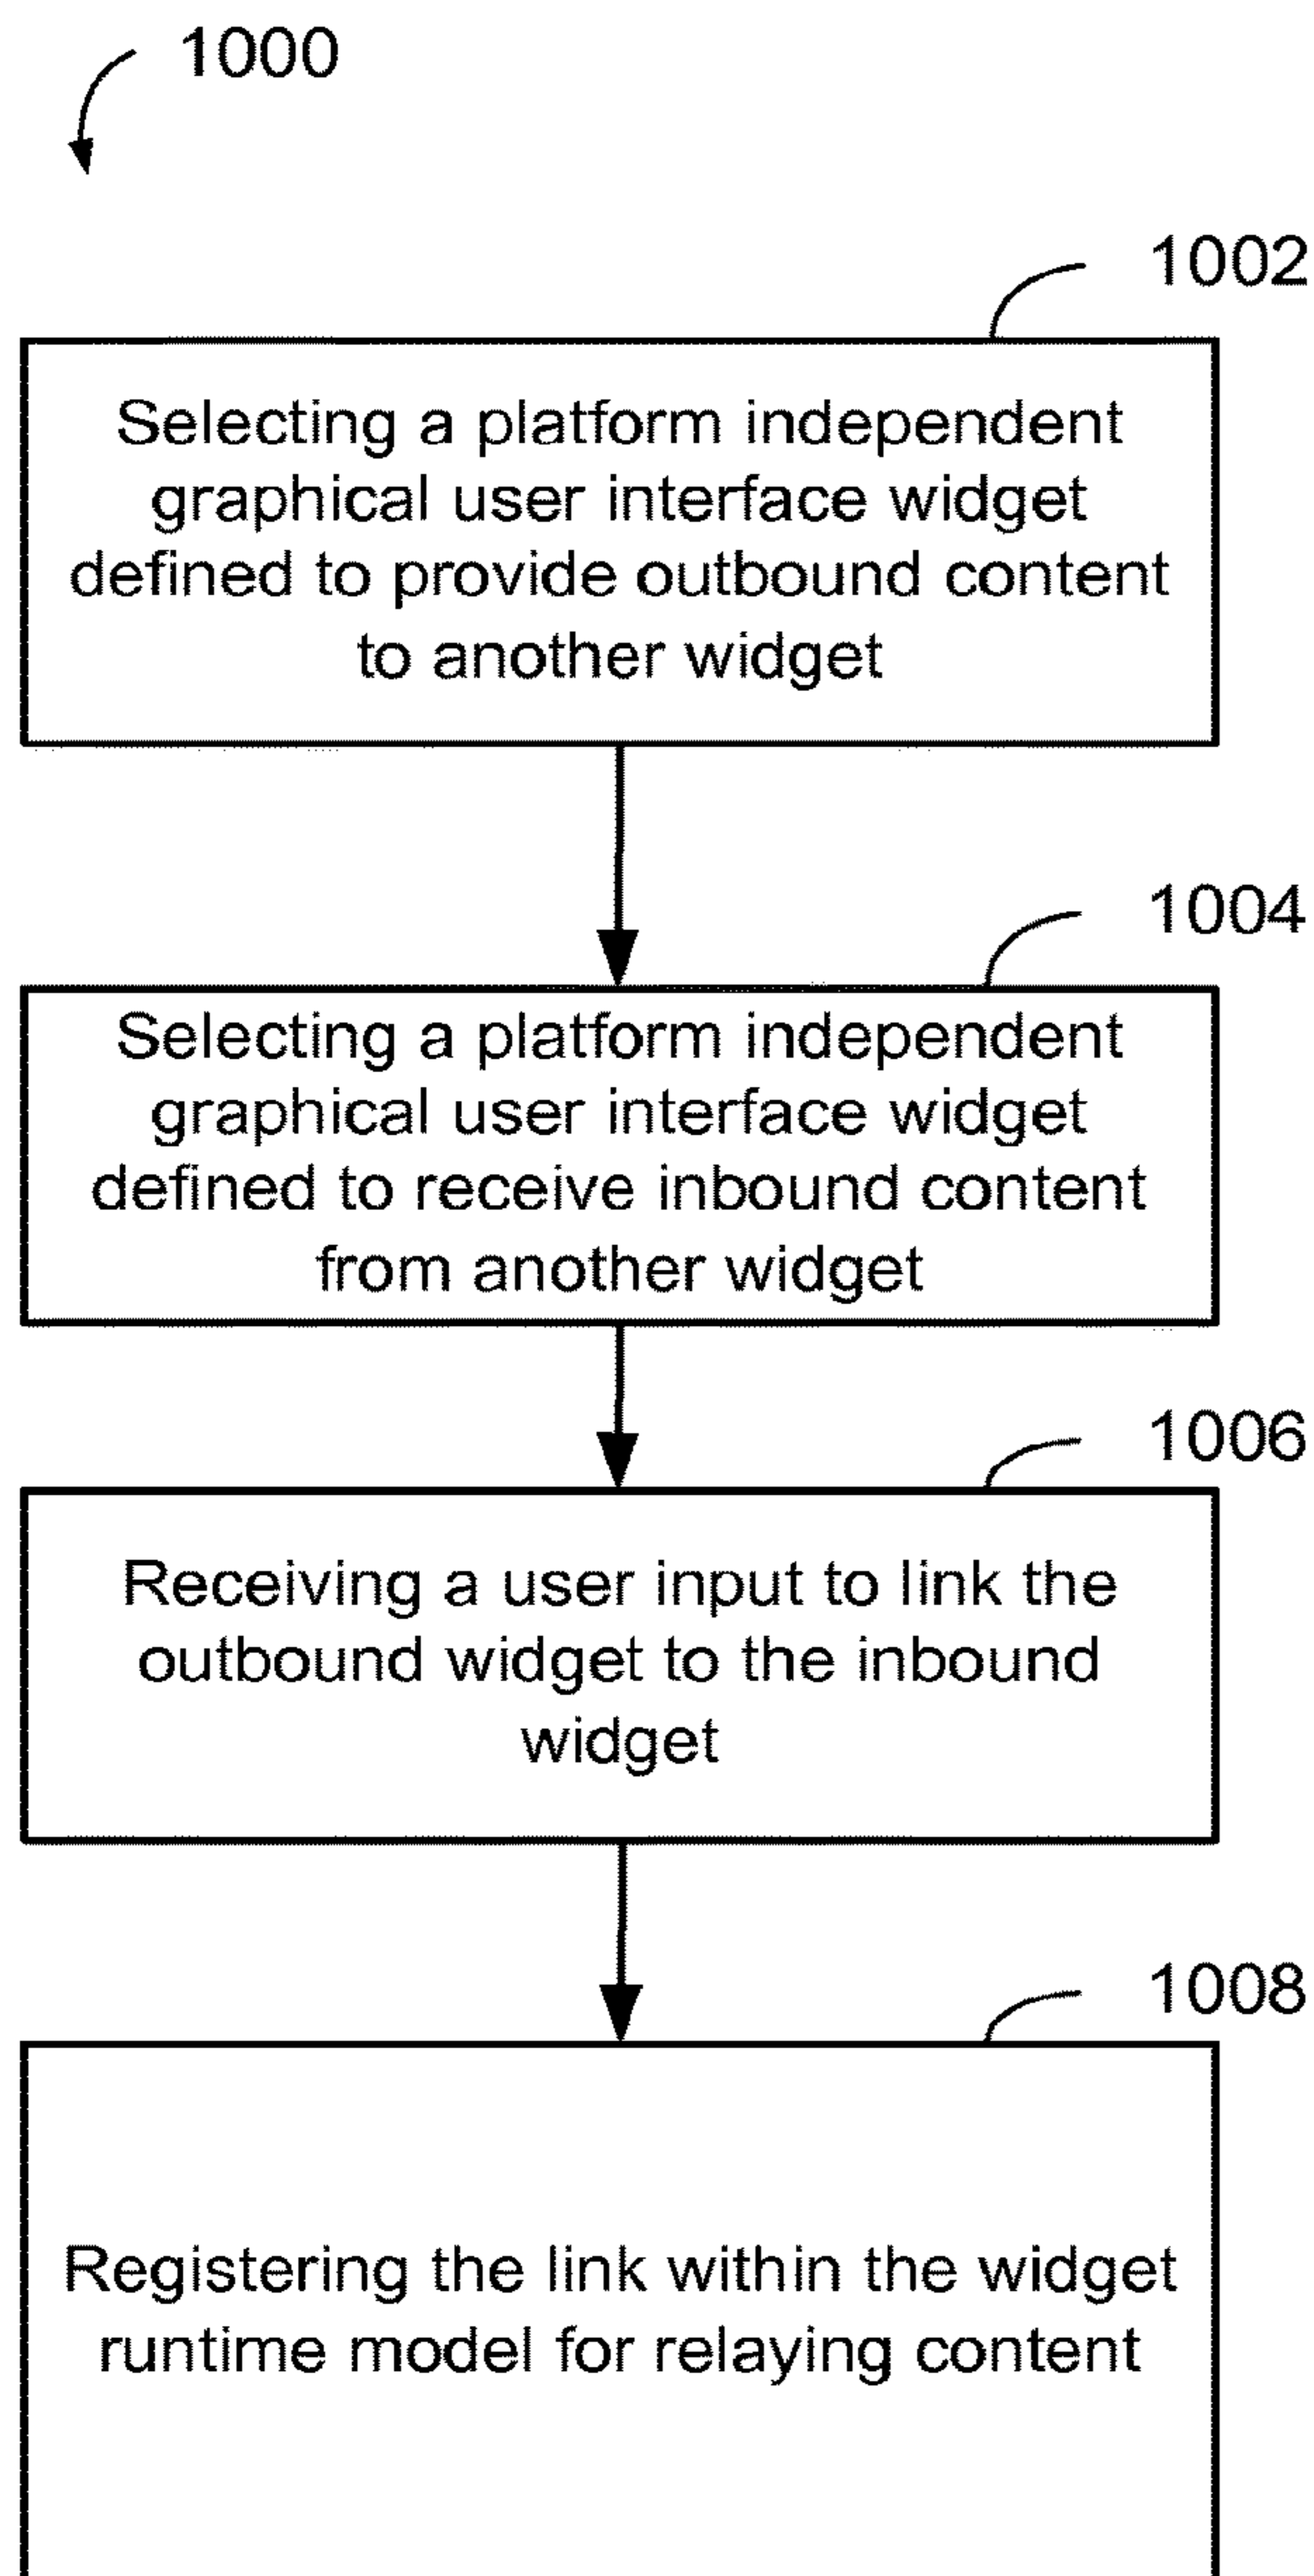 1000
1002
Selecting a platform independent
graphical user interface widget
defined to provide outbound content
to another widget
1004
Selecting a platform independent
graphical user interface widget
defined to receive inbound content
from another widget
1006
Receiving a user input to link the
outbound widget to the inbound
widget
1008
Registering the link within the widget
runtime model for relaying content